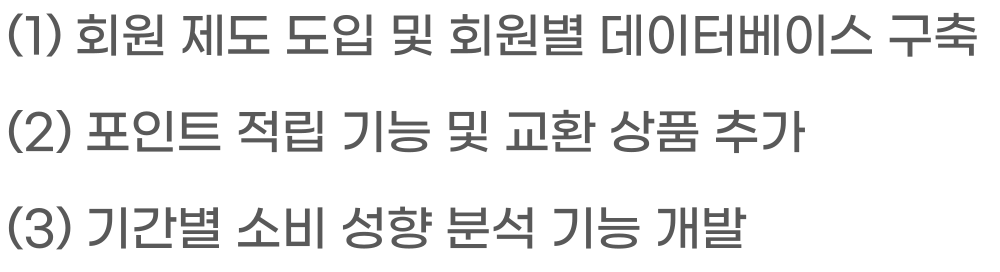 (1) 회원 제도 도입 및 회원별 데이터베이스 구축
(2) 포인트 적립 기능 및 교환 상품 추가
(3) 기간별 소비 성향 분석 기능 개발